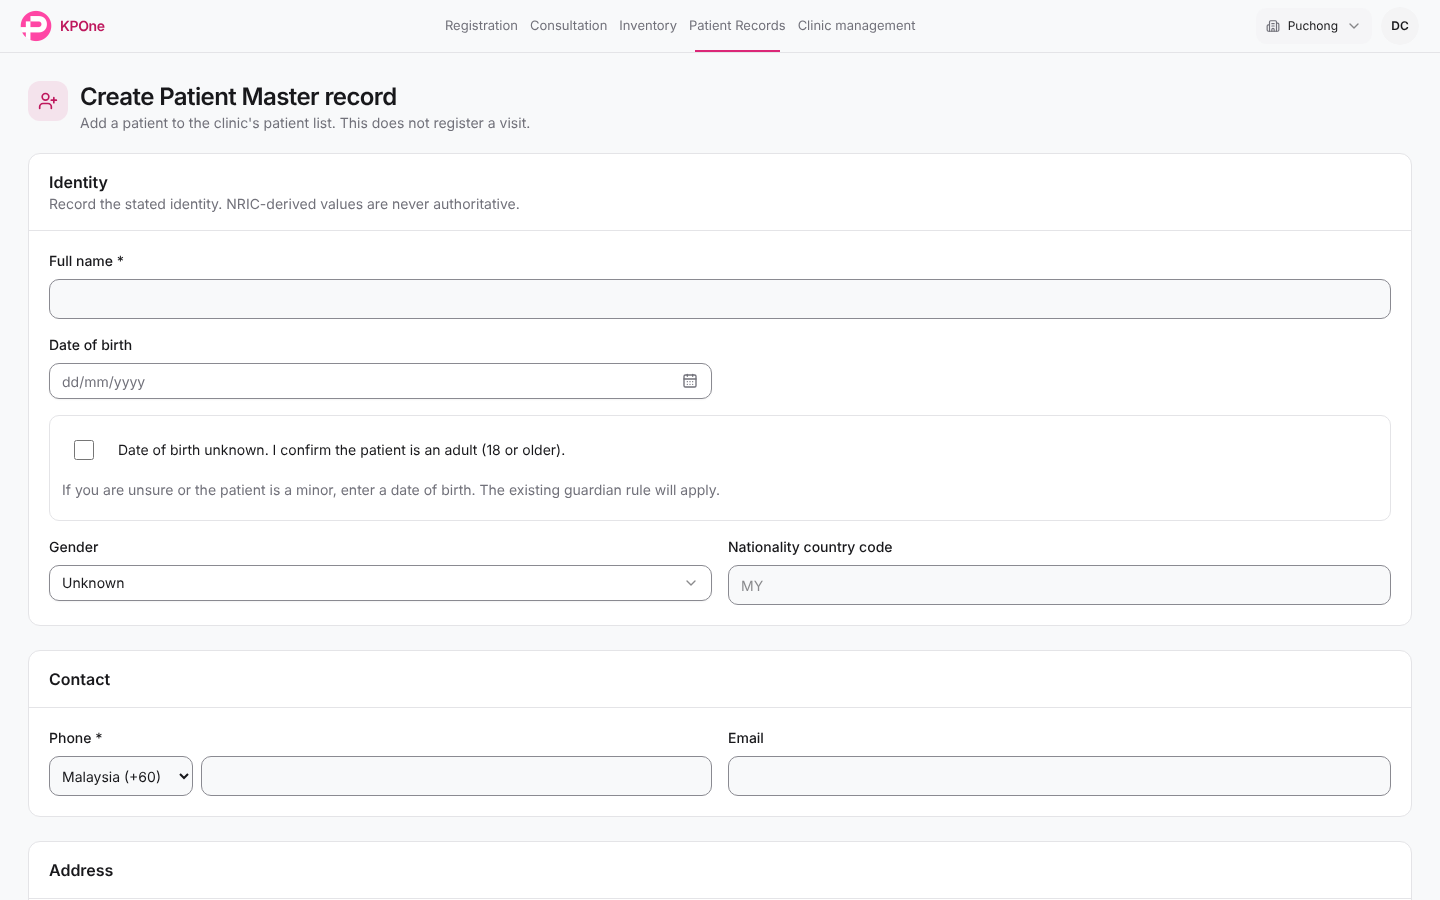 KPOne
Registration
Consultation
Inventory
Patient Records
Clinic management
Puchong
DC
Create Patient Master record
Add a patient to the clinic's patient list. This does not register a visit.
Identity
Record the stated identity. NRIC-derived values are never authoritative.
Full name *
Date of birth
dd/mm/yyyy
Date of birth unknown. I confirm the patient is an adult (18 or older).
If you are unsure or the patient is a minor, enter a date of birth. The existing guardian rule will apply.
Gender
Nationality country code
Unknown
MY
Contact
Phone *
Email
Malaysia (+60)
Address